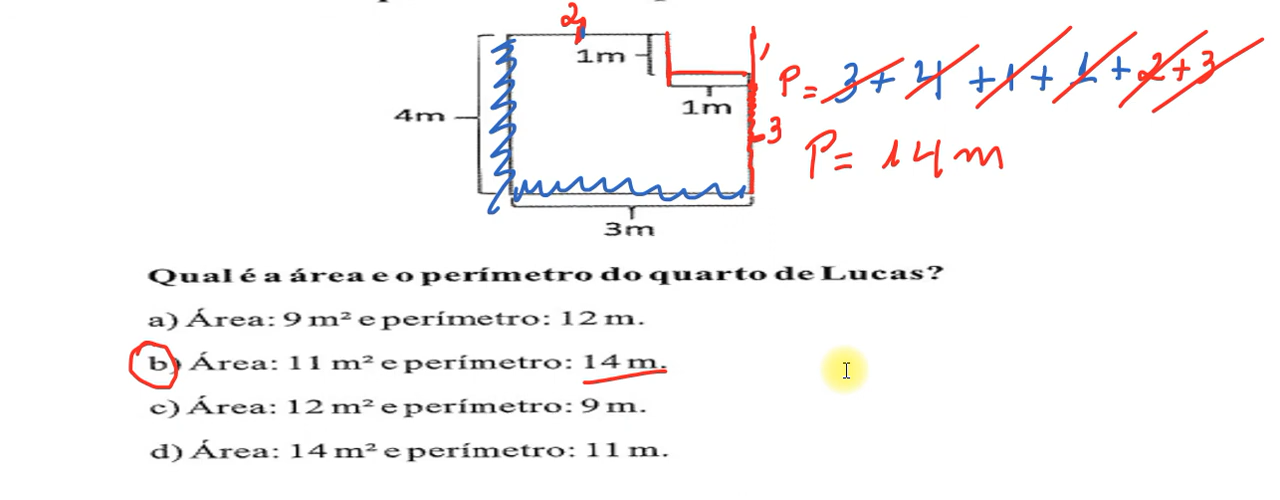 2
1m
4m
1m
3
3m
P= 3 + 4 + 1 + 1 + 2 + 3
P= 14 m
Qual é a área e o perímetro do quarto de Lucas?
a) Área: 9 m² e perímetro: 12 m.
b) Área: 11 m² e perímetro: 14 m.
c) Área: 12 m² e perímetro: 9 m.
d) Área: 14 m² e perímetro: 11 m.